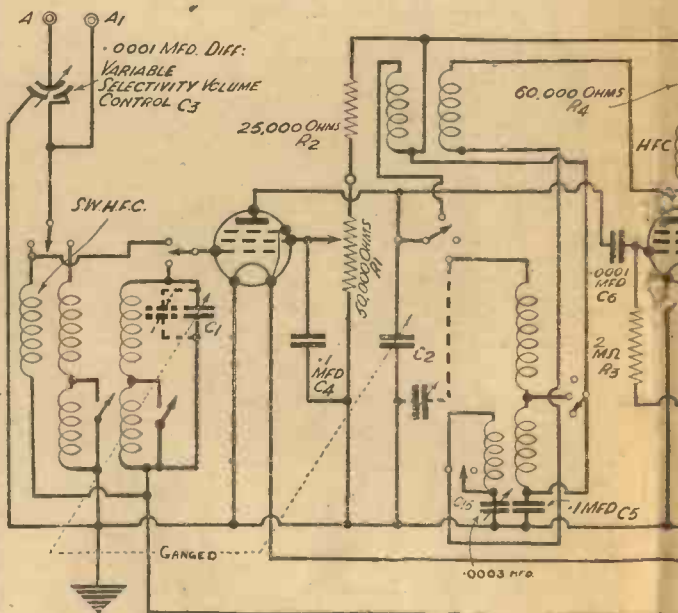 A
A1
.0001 MFD. DIFF:
VARIABLE
SELECTIVITY VOLUME
CONTROL C3
25,000 OHMS
R2
60,000 OHMS
R4
HFC
S.W.H.F.C.
50,000 OHMS
R1
C1
.1
MFD
C4
C2
.0001
MFD
C6
2
MΩ
R3
C15
.1 MFD C5
GANGED
.0003 MFD.